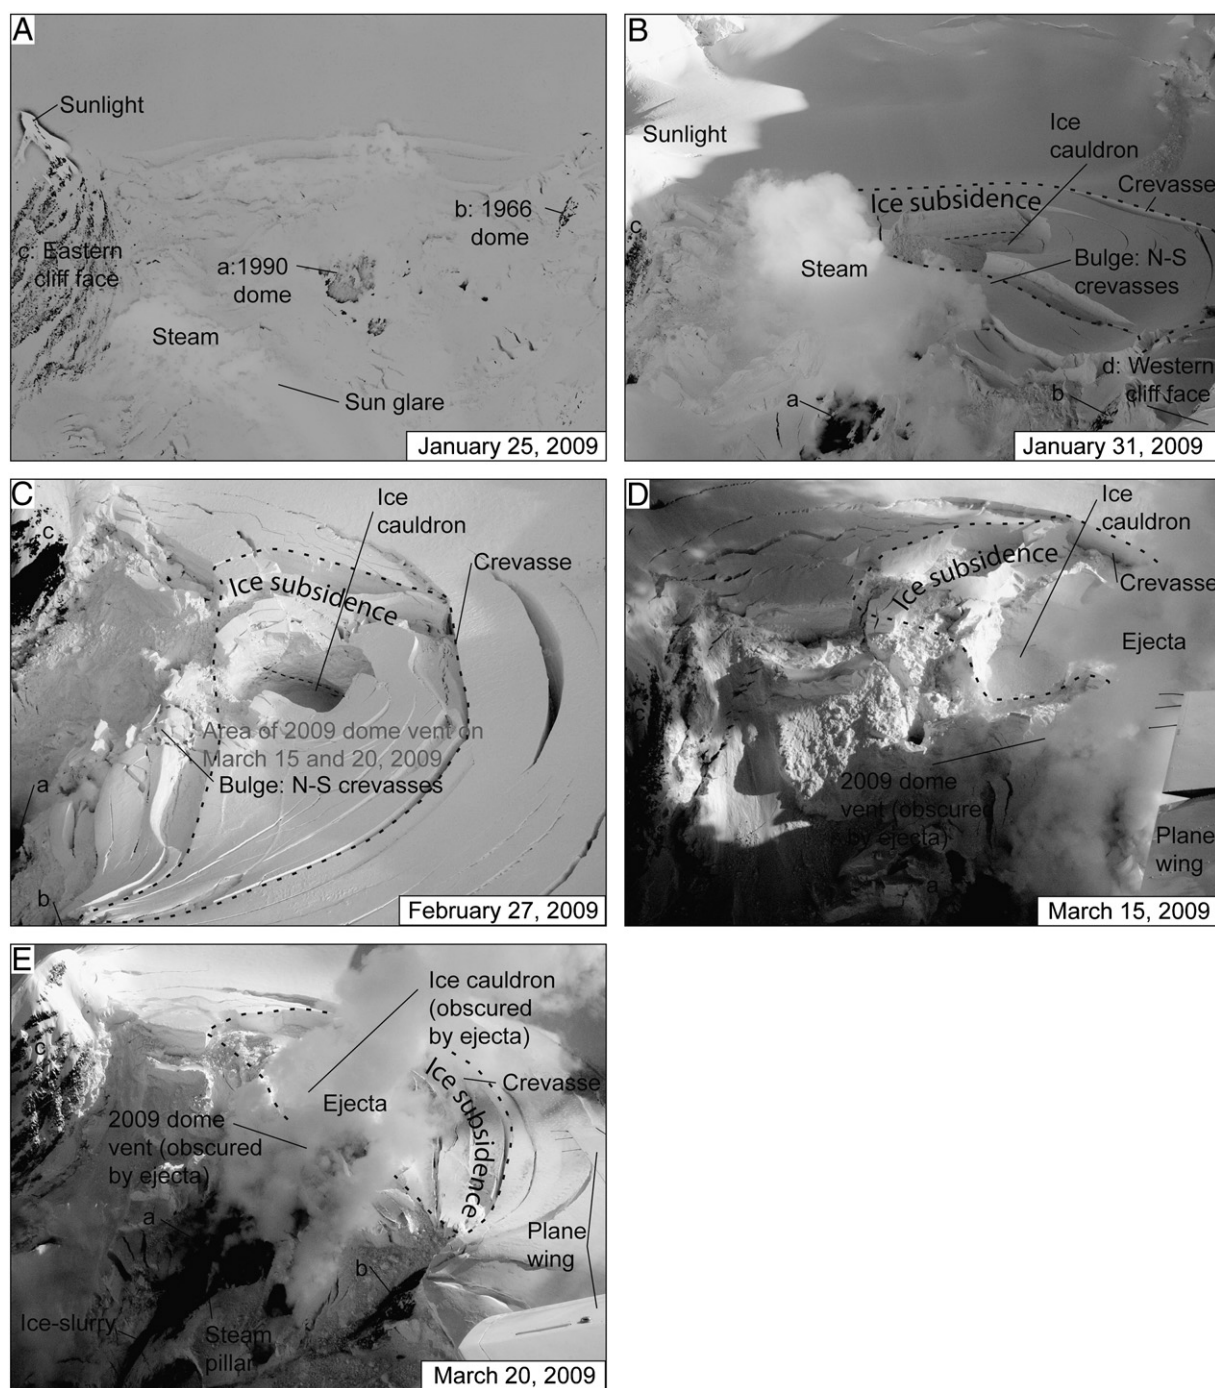 A
Sunlight
c: Eastern
cliff face
a:1990
dome
b: 1966
dome
Steam
Sun glare
January 25, 2009
B
Sunlight
Ice
cauldron
Crevasse
Ice subsidence
c
Steam
Bulge: N-S
crevasses
d: Western
cliff face
a
b
January 31, 2009
C
Ice
cauldron
c
Crevasse
Ice subsidence
Area of 2009 dome vent on
March 15 and 20, 2009
Bulge: N-S crevasses
a
b
February 27, 2009
D
Ice
cauldron
Ice subsidence
Crevasse
Ejecta
c
2009 dome
vent (obscured
by ejecta)
Plane
wing
a
March 15, 2009
E
Ice cauldron
(obscured
by ejecta)
c
Crevasse
Ice subsidence
Ejecta
2009 dome
vent (obscured
by ejecta)
a
Plane
wing
b
Ice-slurry
Steam
pillar
March 20, 2009